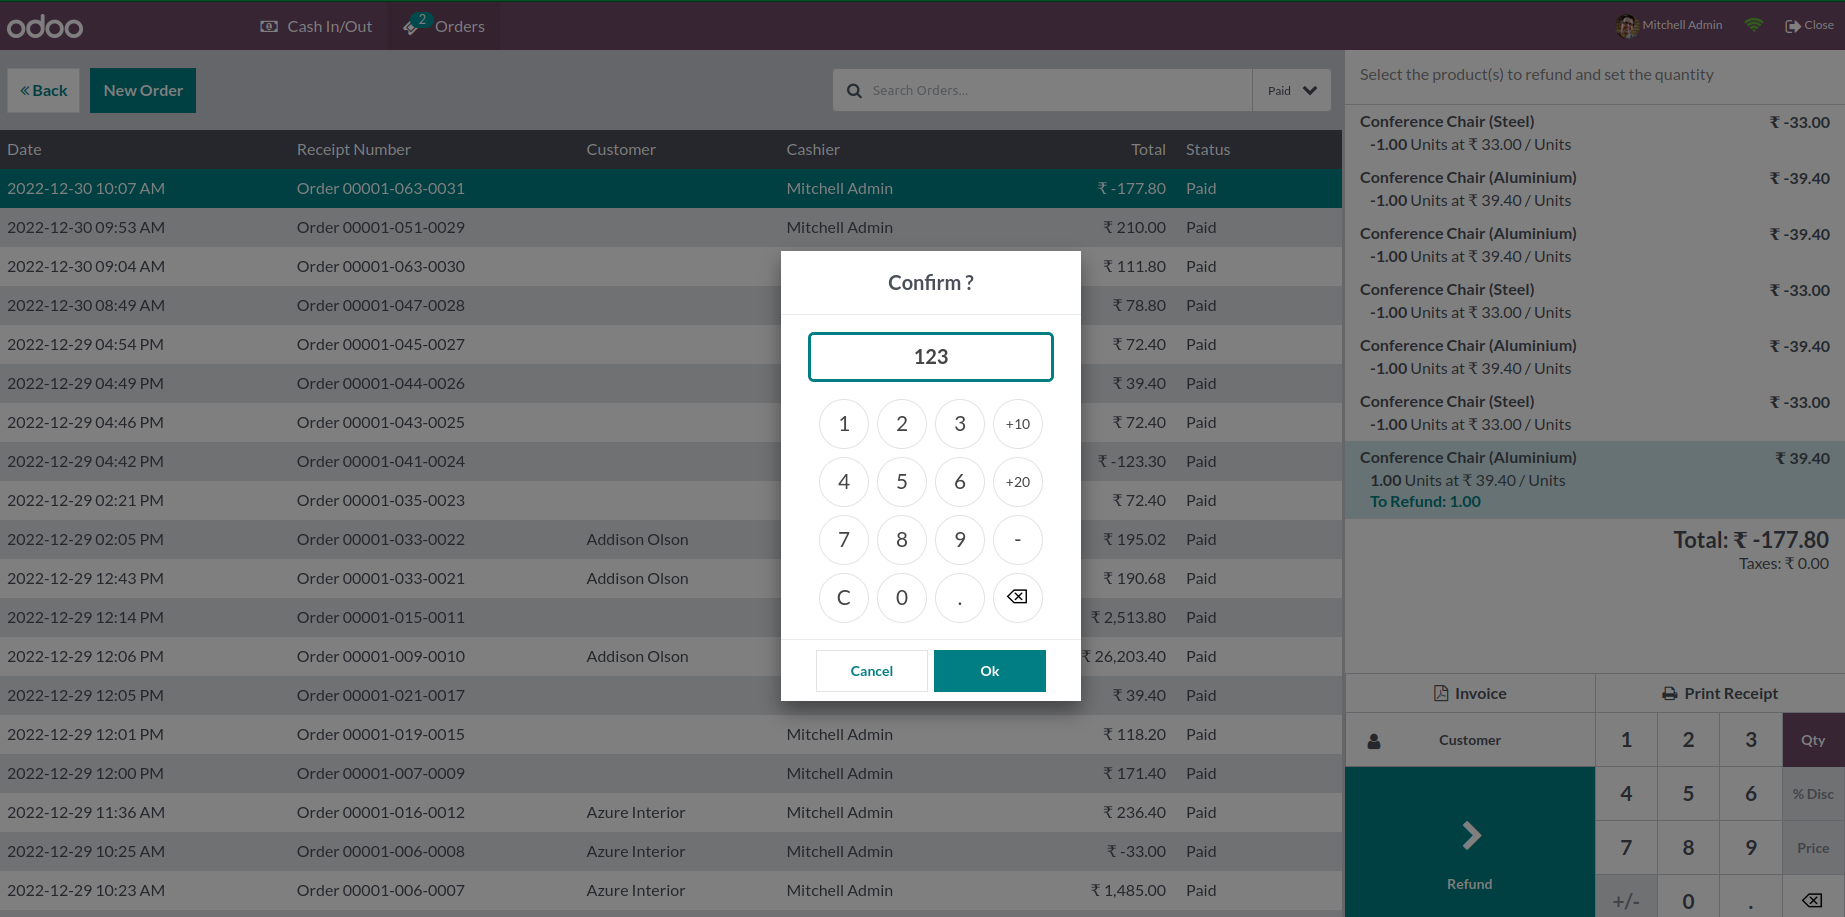 odoo
Cash In/Out
2
Orders
Mitchell Admin
Close
« Back
New Order
Search Orders...
Paid
Date Receipt Number Customer Cashier Total Status
2022-12-30 10:07 AM Order 00001-063-0031 Mitchell Admin ₹ -177.80 Paid
2022-12-30 09:53 AM Order 00001-051-0029 Mitchell Admin ₹ 210.00 Paid
2022-12-30 09:04 AM Order 00001-063-0030 ₹ 111.80 Paid
2022-12-30 08:49 AM Order 00001-047-0028 ₹ 78.80 Paid
2022-12-29 04:54 PM Order 00001-045-0027 ₹ 72.40 Paid
2022-12-29 04:49 PM Order 00001-044-0026 ₹ 39.40 Paid
2022-12-29 04:46 PM Order 00001-043-0025 ₹ 72.40 Paid
2022-12-29 04:42 PM Order 00001-041-0024 ₹ -123.30 Paid
2022-12-29 02:21 PM Order 00001-035-0023 ₹ 72.40 Paid
2022-12-29 02:05 PM Order 00001-033-0022 Addison Olson ₹ 195.02 Paid
2022-12-29 12:43 PM Order 00001-033-0021 Addison Olson ₹ 190.68 Paid
2022-12-29 12:14 PM Order 00001-015-0011 ₹ 2,513.80 Paid
2022-12-29 12:06 PM Order 00001-009-0010 Addison Olson ₹ 26,203.40 Paid
2022-12-29 12:05 PM Order 00001-021-0017 ₹ 39.40 Paid
2022-12-29 12:01 PM Order 00001-019-0015 Mitchell Admin ₹ 118.20 Paid
2022-12-29 12:00 PM Order 00001-007-0009 Mitchell Admin ₹ 171.40 Paid
2022-12-29 11:36 AM Order 00001-016-0012 Azure Interior Mitchell Admin ₹ 236.40 Paid
2022-12-29 10:25 AM Order 00001-006-0008 Azure Interior Mitchell Admin ₹ -33.00 Paid
2022-12-29 10:23 AM Order 00001-006-0007 Azure Interior Mitchell Admin ₹ 1,485.00 Paid
Confirm ?
123
1 2 3 +10
4 5 6 +20
7 8 9 -
C 0 .
Cancel Ok
Select the product(s) to refund and set the quantity
Conference Chair (Steel) ₹ -33.00
-1.00 Units at ₹ 33.00 / Units
Conference Chair (Aluminium) ₹ -39.40
-1.00 Units at ₹ 39.40 / Units
Conference Chair (Aluminium) ₹ -39.40
-1.00 Units at ₹ 39.40 / Units
Conference Chair (Steel) ₹ -33.00
-1.00 Units at ₹ 33.00 / Units
Conference Chair (Aluminium) ₹ -39.40
-1.00 Units at ₹ 39.40 / Units
Conference Chair (Steel) ₹ -33.00
-1.00 Units at ₹ 33.00 / Units
Conference Chair (Aluminium) ₹ 39.40
1.00 Units at ₹ 39.40 / Units
To Refund: 1.00
Total: ₹ -177.80
Taxes: ₹ 0.00
Invoice Print Receipt
Customer
Refund
1 2 3 Qty
4 5 6 % Disc
7 8 9 Price
+/- 0 .